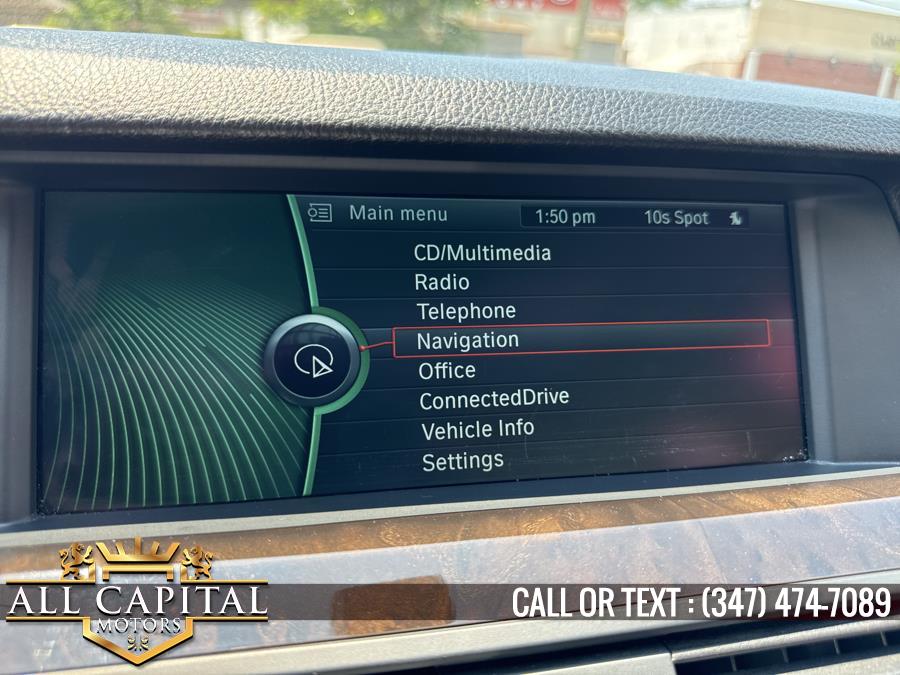 Main menu 1:50 pm 10s Spot
CD/Multimedia
Radio
Telephone
Navigation
Office
ConnectedDrive
Vehicle Info
Settings
ALL CAPITAL
MOTORS
CALL OR TEXT : (347) 474-7089